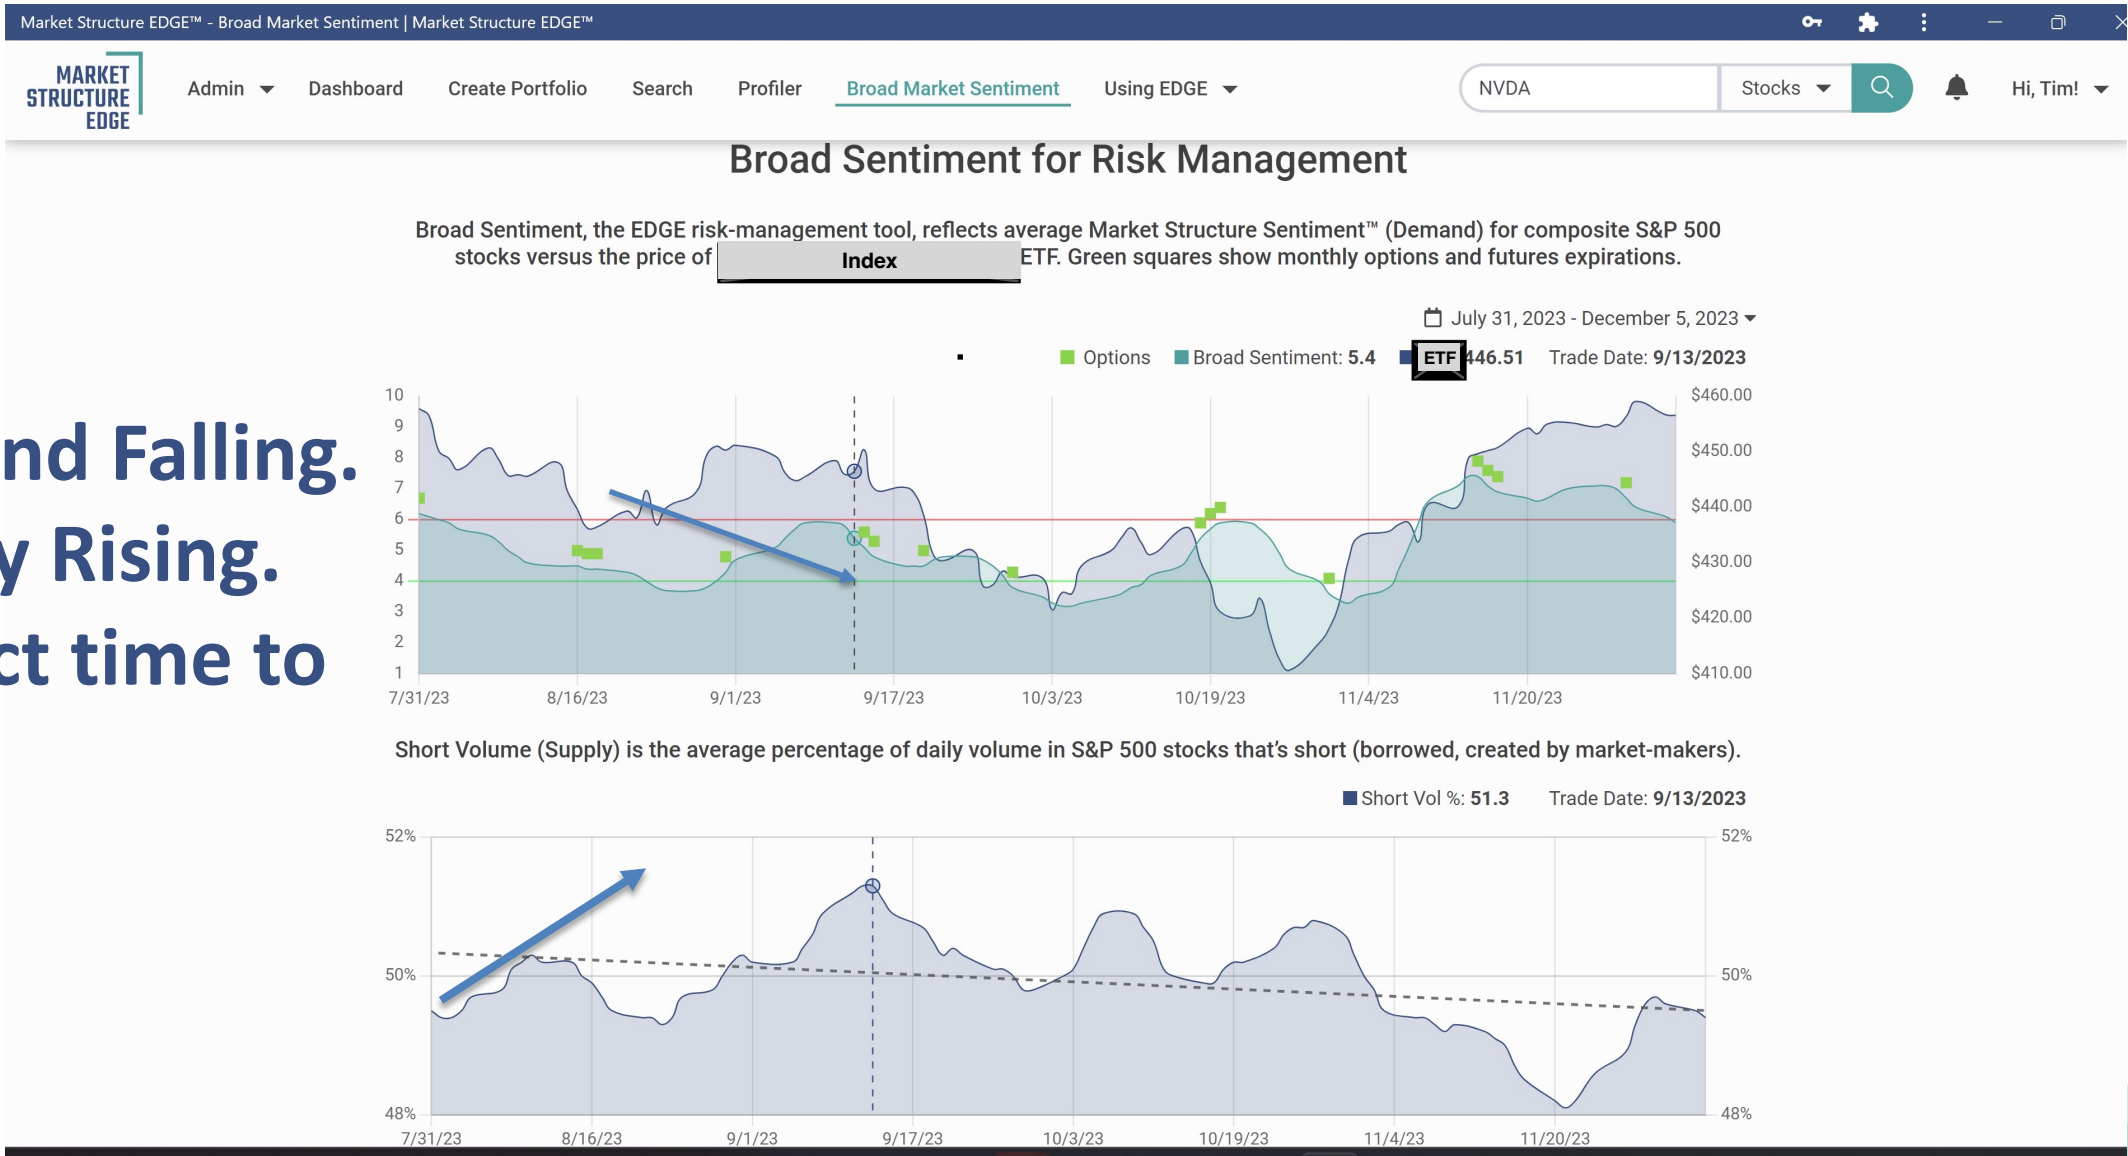 Market Structure EDGE™ - Broad Market Sentiment | Market Structure EDGE™
MARKET
STRUCTURE
EDGE
Admin Dashboard Create Portfolio Search Profiler Broad Market Sentiment Using EDGE NVDA Stocks Hi, Tim!
Broad Sentiment for Risk Management
Broad Sentiment, the EDGE risk-management tool, reflects average Market Structure Sentiment™ (Demand) for composite S&P 500
stocks versus the price of Index ETF. Green squares show monthly options and futures expirations.
July 31, 2023 - December 5, 2023
Options Broad Sentiment: 5.4 ETF 446.51 Trade Date: 9/13/2023
nd Falling.
y Rising.
ct time to
10 $460.00
9
8 $450.00
7
6 $440.00
5
4 $430.00
3
2 $420.00
1 $410.00
7/31/23 8/16/23 9/1/23 9/17/23 10/3/23 10/19/23 11/4/23 11/20/23
Short Volume (Supply) is the average percentage of daily volume in S&P 500 stocks that's short (borrowed, created by market-makers).
Short Vol %: 51.3 Trade Date: 9/13/2023
52% 52%
50% 50%
48% 48%
7/31/23 8/16/23 9/1/23 9/17/23 10/3/23 10/19/23 11/4/23 11/20/23